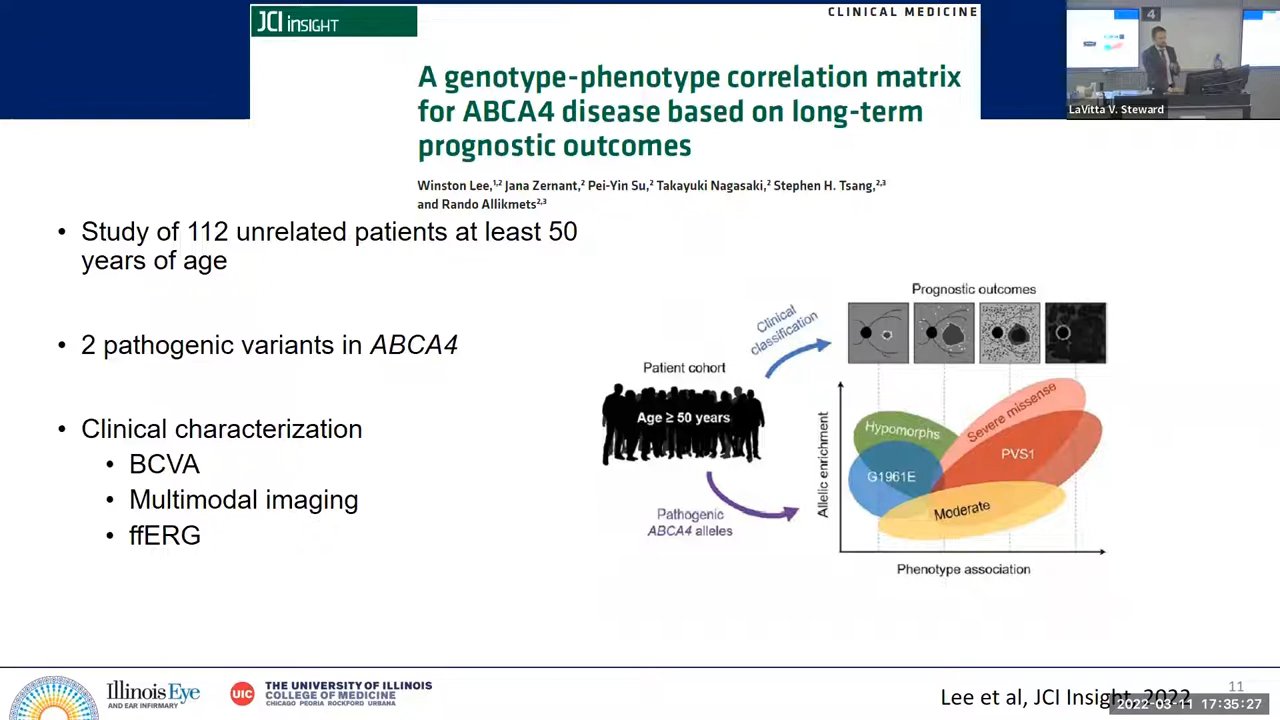 JCI INSIGHT
CLINICAL MEDICINE
4
LaVitta V. Steward
A genotype-phenotype correlation matrix
for ABCA4 disease based on long-term
prognostic outcomes
Winston Lee,1,2 Jana Zernant,2 Pei-Yin Su,2 Takayuki Nagasaki,2 Stephen H. Tsang,2,3
and Rando Allikmets2,3
• Study of 112 unrelated patients at least 50
years of age
• 2 pathogenic variants in ABCA4
• Clinical characterization
• BCVA
• Multimodal imaging
• ffERG
Prognostic outcomes
Clinical
classification
Patient cohort
Age ≥ 50 years
Pathogenic
ABCA4 alleles
Allelic enrichment
Hypomorphs
Severe missense
G1961E
PVS1
Moderate
Phenotype association
Illinois Eye
AND EAR INFIRMARY
UIC
THE UNIVERSITY OF ILLINOIS
COLLEGE OF MEDICINE
CHICAGO PEORIA ROCKFORD URBANA
Lee et al, JCI Insight, 2022
11
2022-03-11 17:35:27